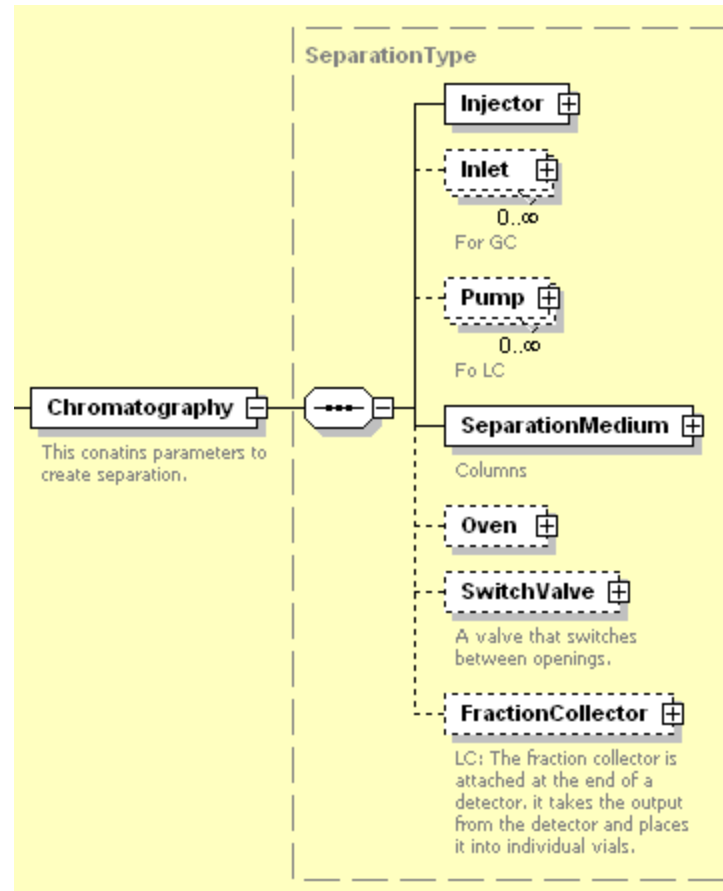 SeparationType
Injector
Inlet
0..∞
For GC
Pump
0..∞
Fo LC
Chromatography
This conatins parameters to
create separation.
SeparationMedium
Columns
Oven
SwitchValve
A valve that switches
between openings.
FractionCollector
LC: The fraction collector is
attached at the end of a
detector. it takes the output
from the detector and places
it into individual vials.